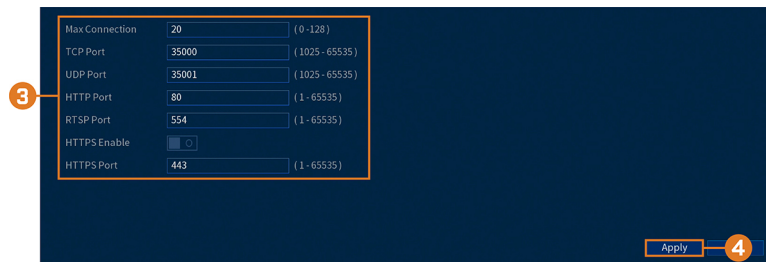 Max Connection 20 (0-128)
TCP Port 35000 (1025-65535)
UDP Port 35001 (1025-65535)
3 HTTP Port 80 (1-65535)
RTSP Port 554 (1-65535)
HTTPS Enable
HTTPS Port 443 (1-65535)
Apply 4